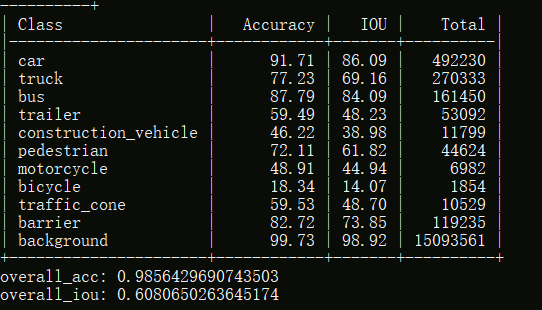 ----------+
| Class                | Accuracy |   IOU |    Total |
|----------------------+----------+-------+----------|
| car                  |    91.71 | 86.09 |   492230 |
| truck                |    77.23 | 69.16 |   270333 |
| bus                  |    87.79 | 84.09 |   161450 |
| trailer              |    59.49 | 48.23 |    53092 |
| construction_vehicle |    46.22 | 38.98 |    11799 |
| pedestrian           |    72.11 | 61.82 |    44624 |
| motorcycle           |    48.91 | 44.94 |     6982 |
| bicycle              |    18.34 | 14.07 |     1854 |
| traffic_cone         |    59.53 | 48.70 |    10529 |
| barrier              |    82.72 | 73.85 |   119235 |
| background           |    99.73 | 98.92 | 15093561 |
+----------------------+----------+-------+----------+
overall_acc: 0.9856429690743503
overall_iou: 0.6080650263645174